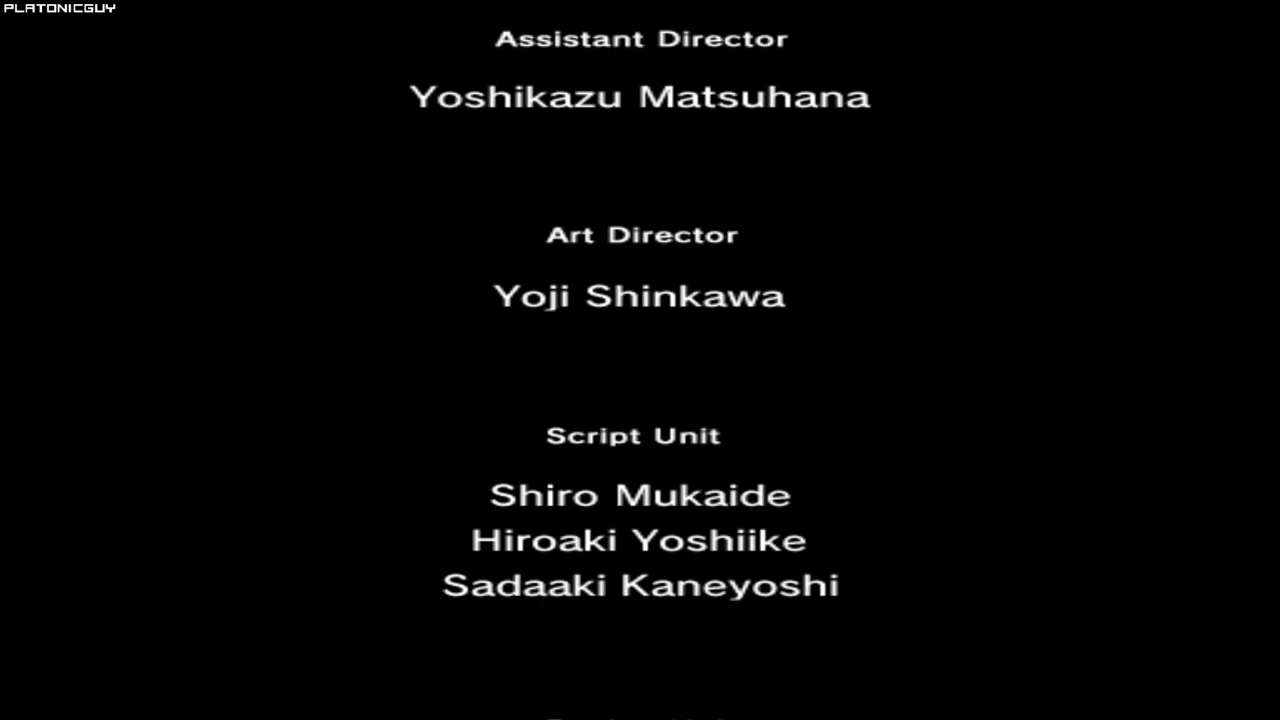 PLATONICGUY
Assistant Director
Yoshikazu Matsuhana
Art Director
Yoji Shinkawa
Script Unit
Shiro Mukaide
Hiroaki Yoshiike
Sadaaki Kaneyoshi